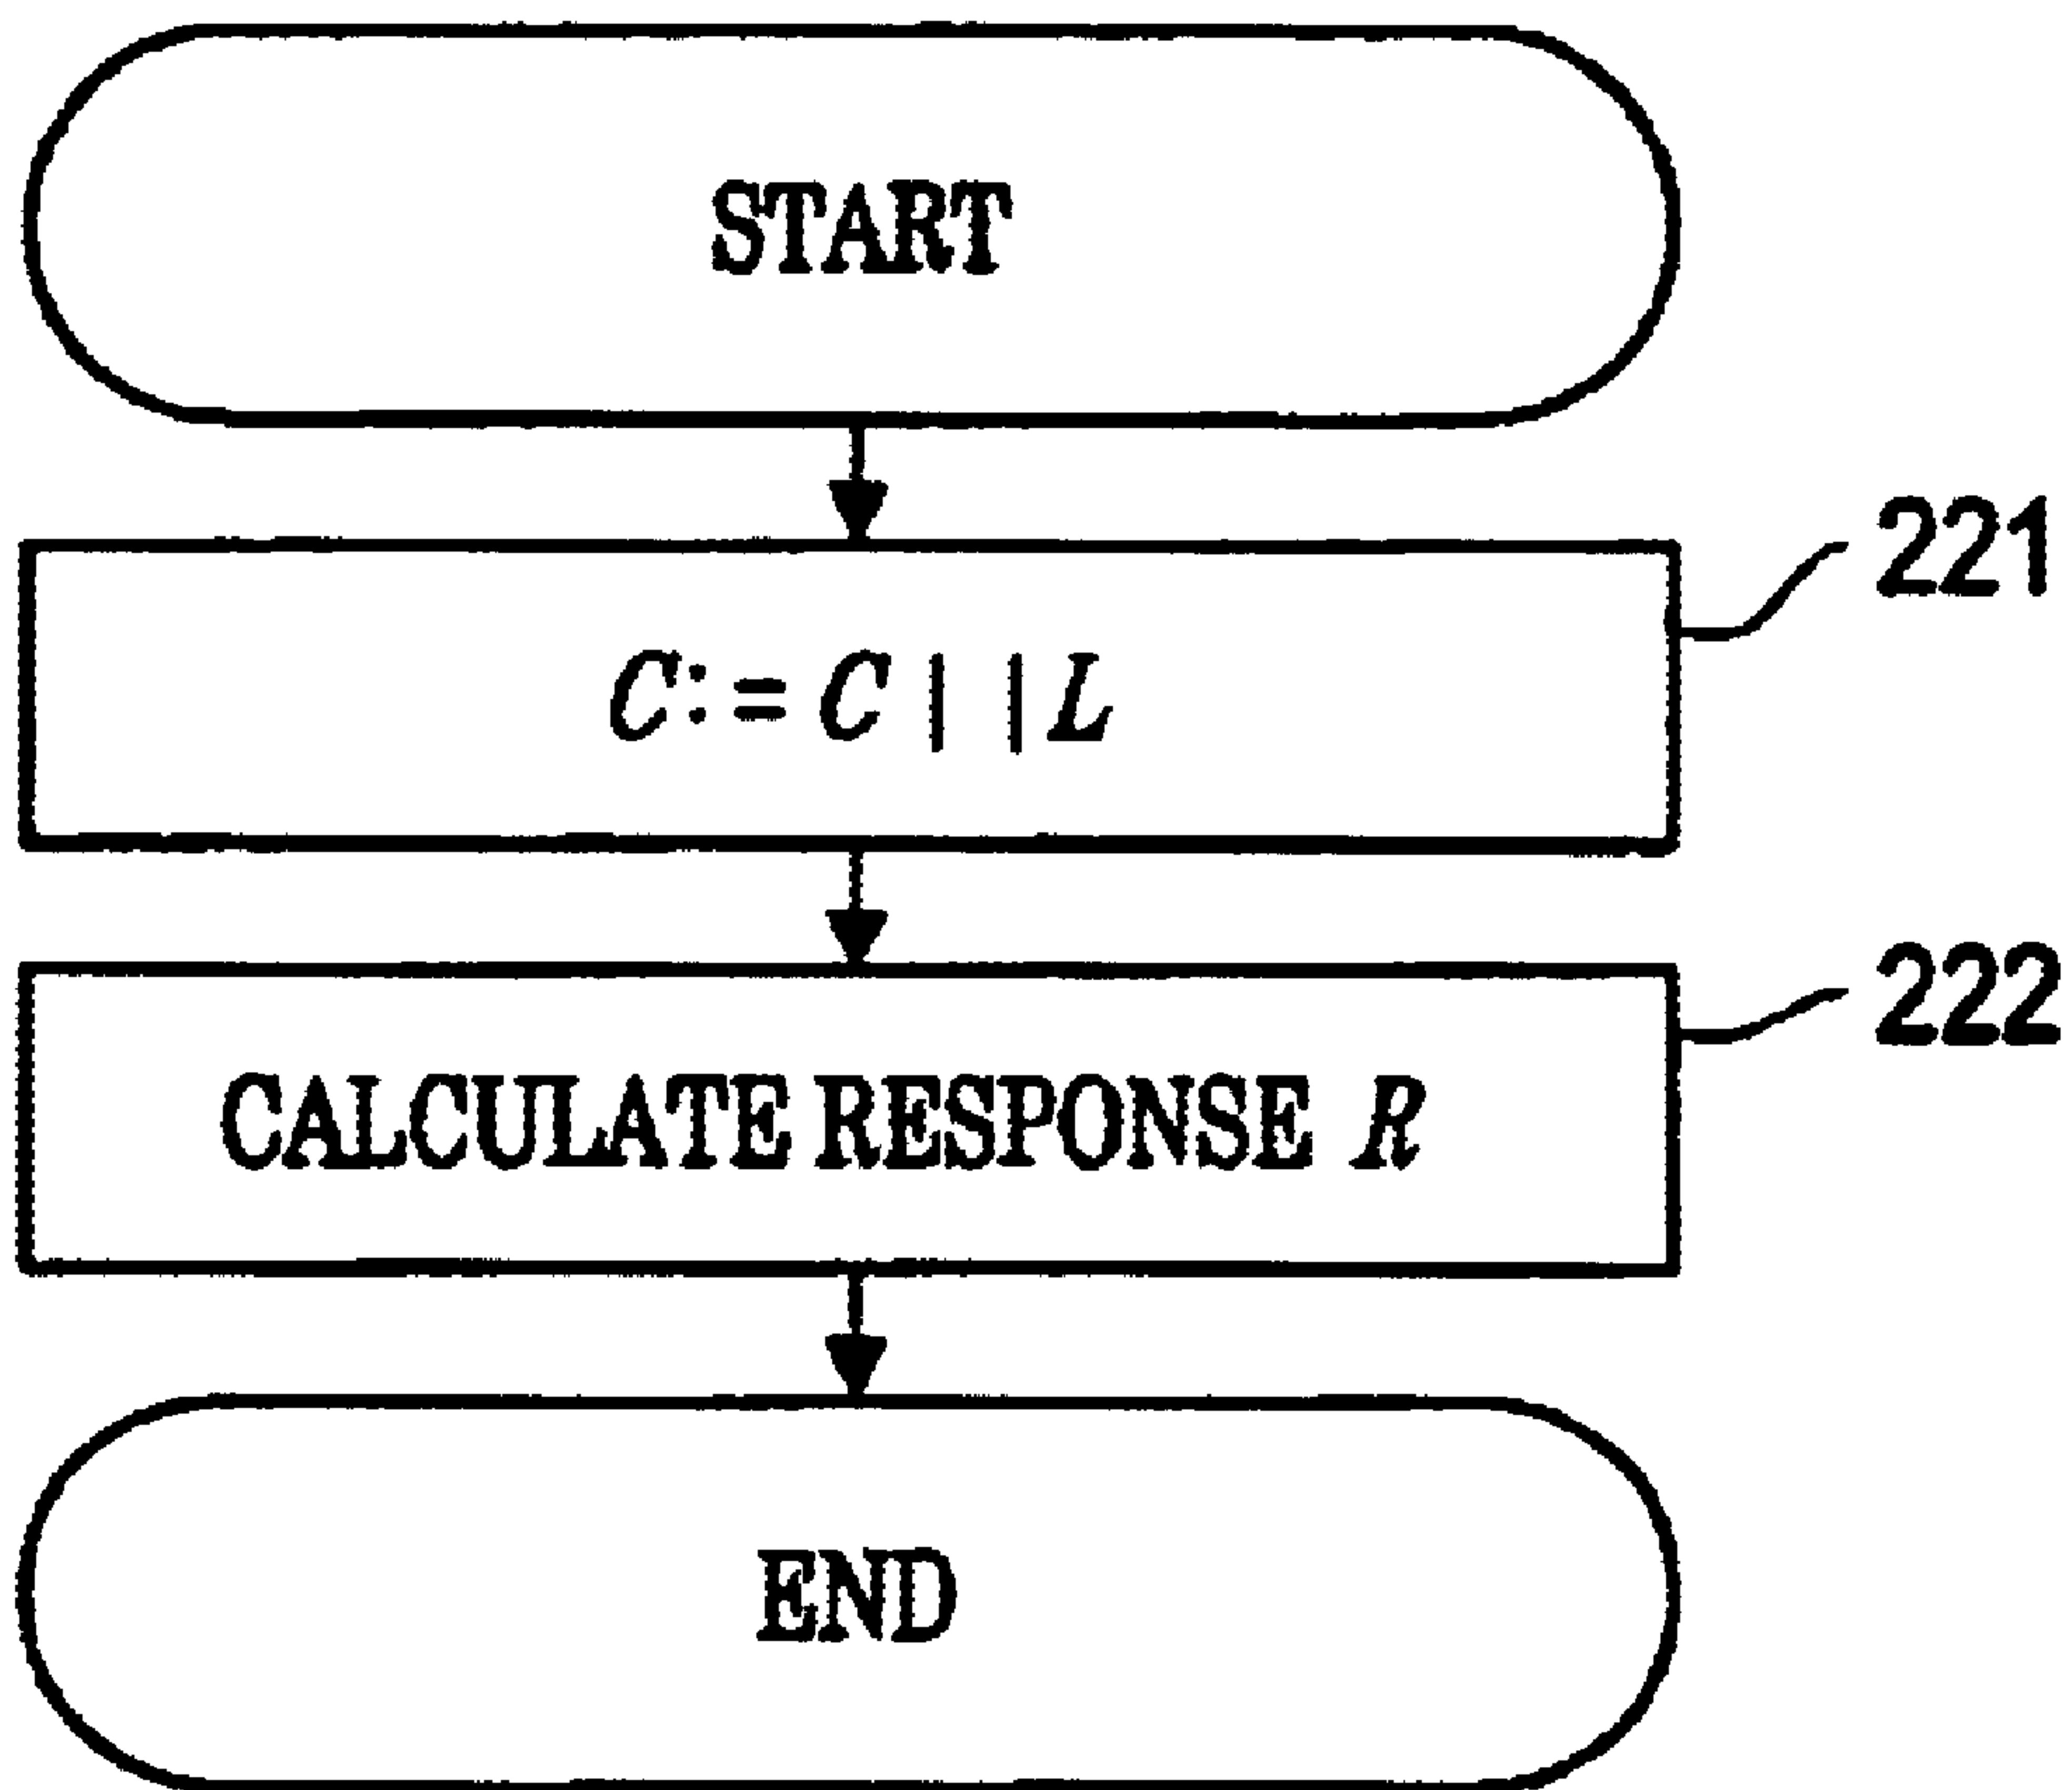 START
221
C:= C||L
222
CALCULATE RESPONSE R
END